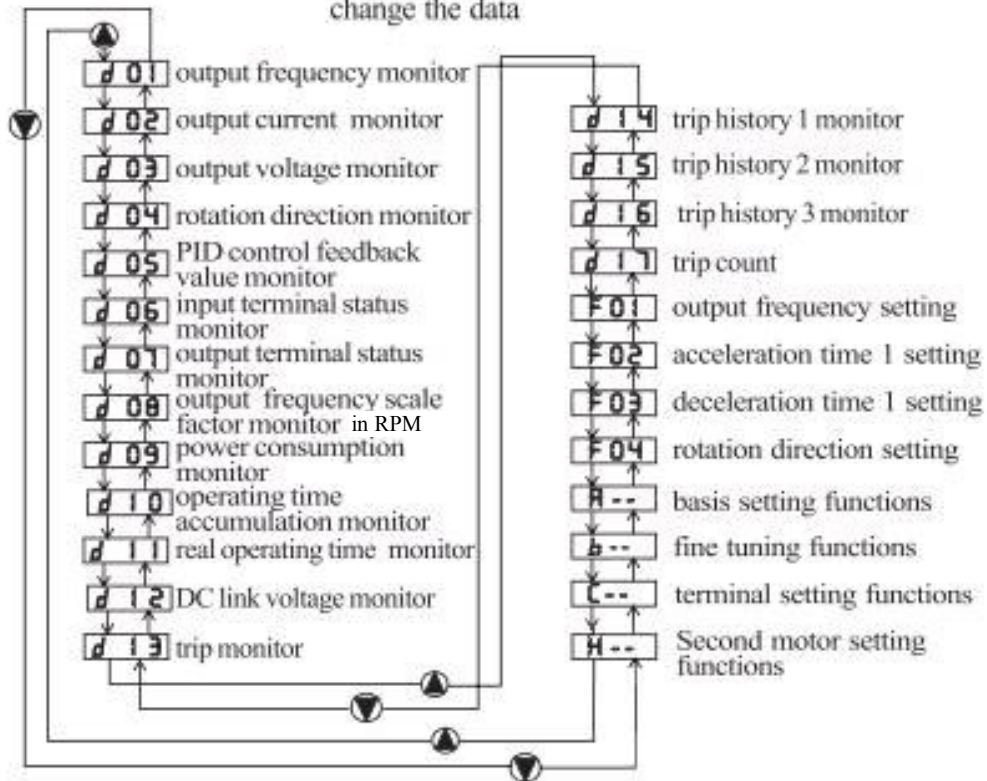 change the data
d 01 output frequency monitor
d 02 output current monitor
d 03 output voltage monitor
d 04 rotation direction monitor
d 05 PID control feedback
value monitor
d 06 input terminal status
monitor
d 07 output terminal status
monitor
d 08 output frequency scale
factor monitor in RPM
d 09 power consumption
monitor
d 10 operating time
accumulation monitor
d 11 real operating time monitor
d 12 DC link voltage monitor
d 13 trip monitor
d 14 trip history 1 monitor
d 15 trip history 2 monitor
d 16 trip history 3 monitor
d 17 trip count
F 01 output frequency setting
F 02 acceleration time 1 setting
F 03 deceleration time 1 setting
F 04 rotation direction setting
A-- basis setting functions
b-- fine tuning functions
C-- terminal setting functions
H-- Second motor setting
functions